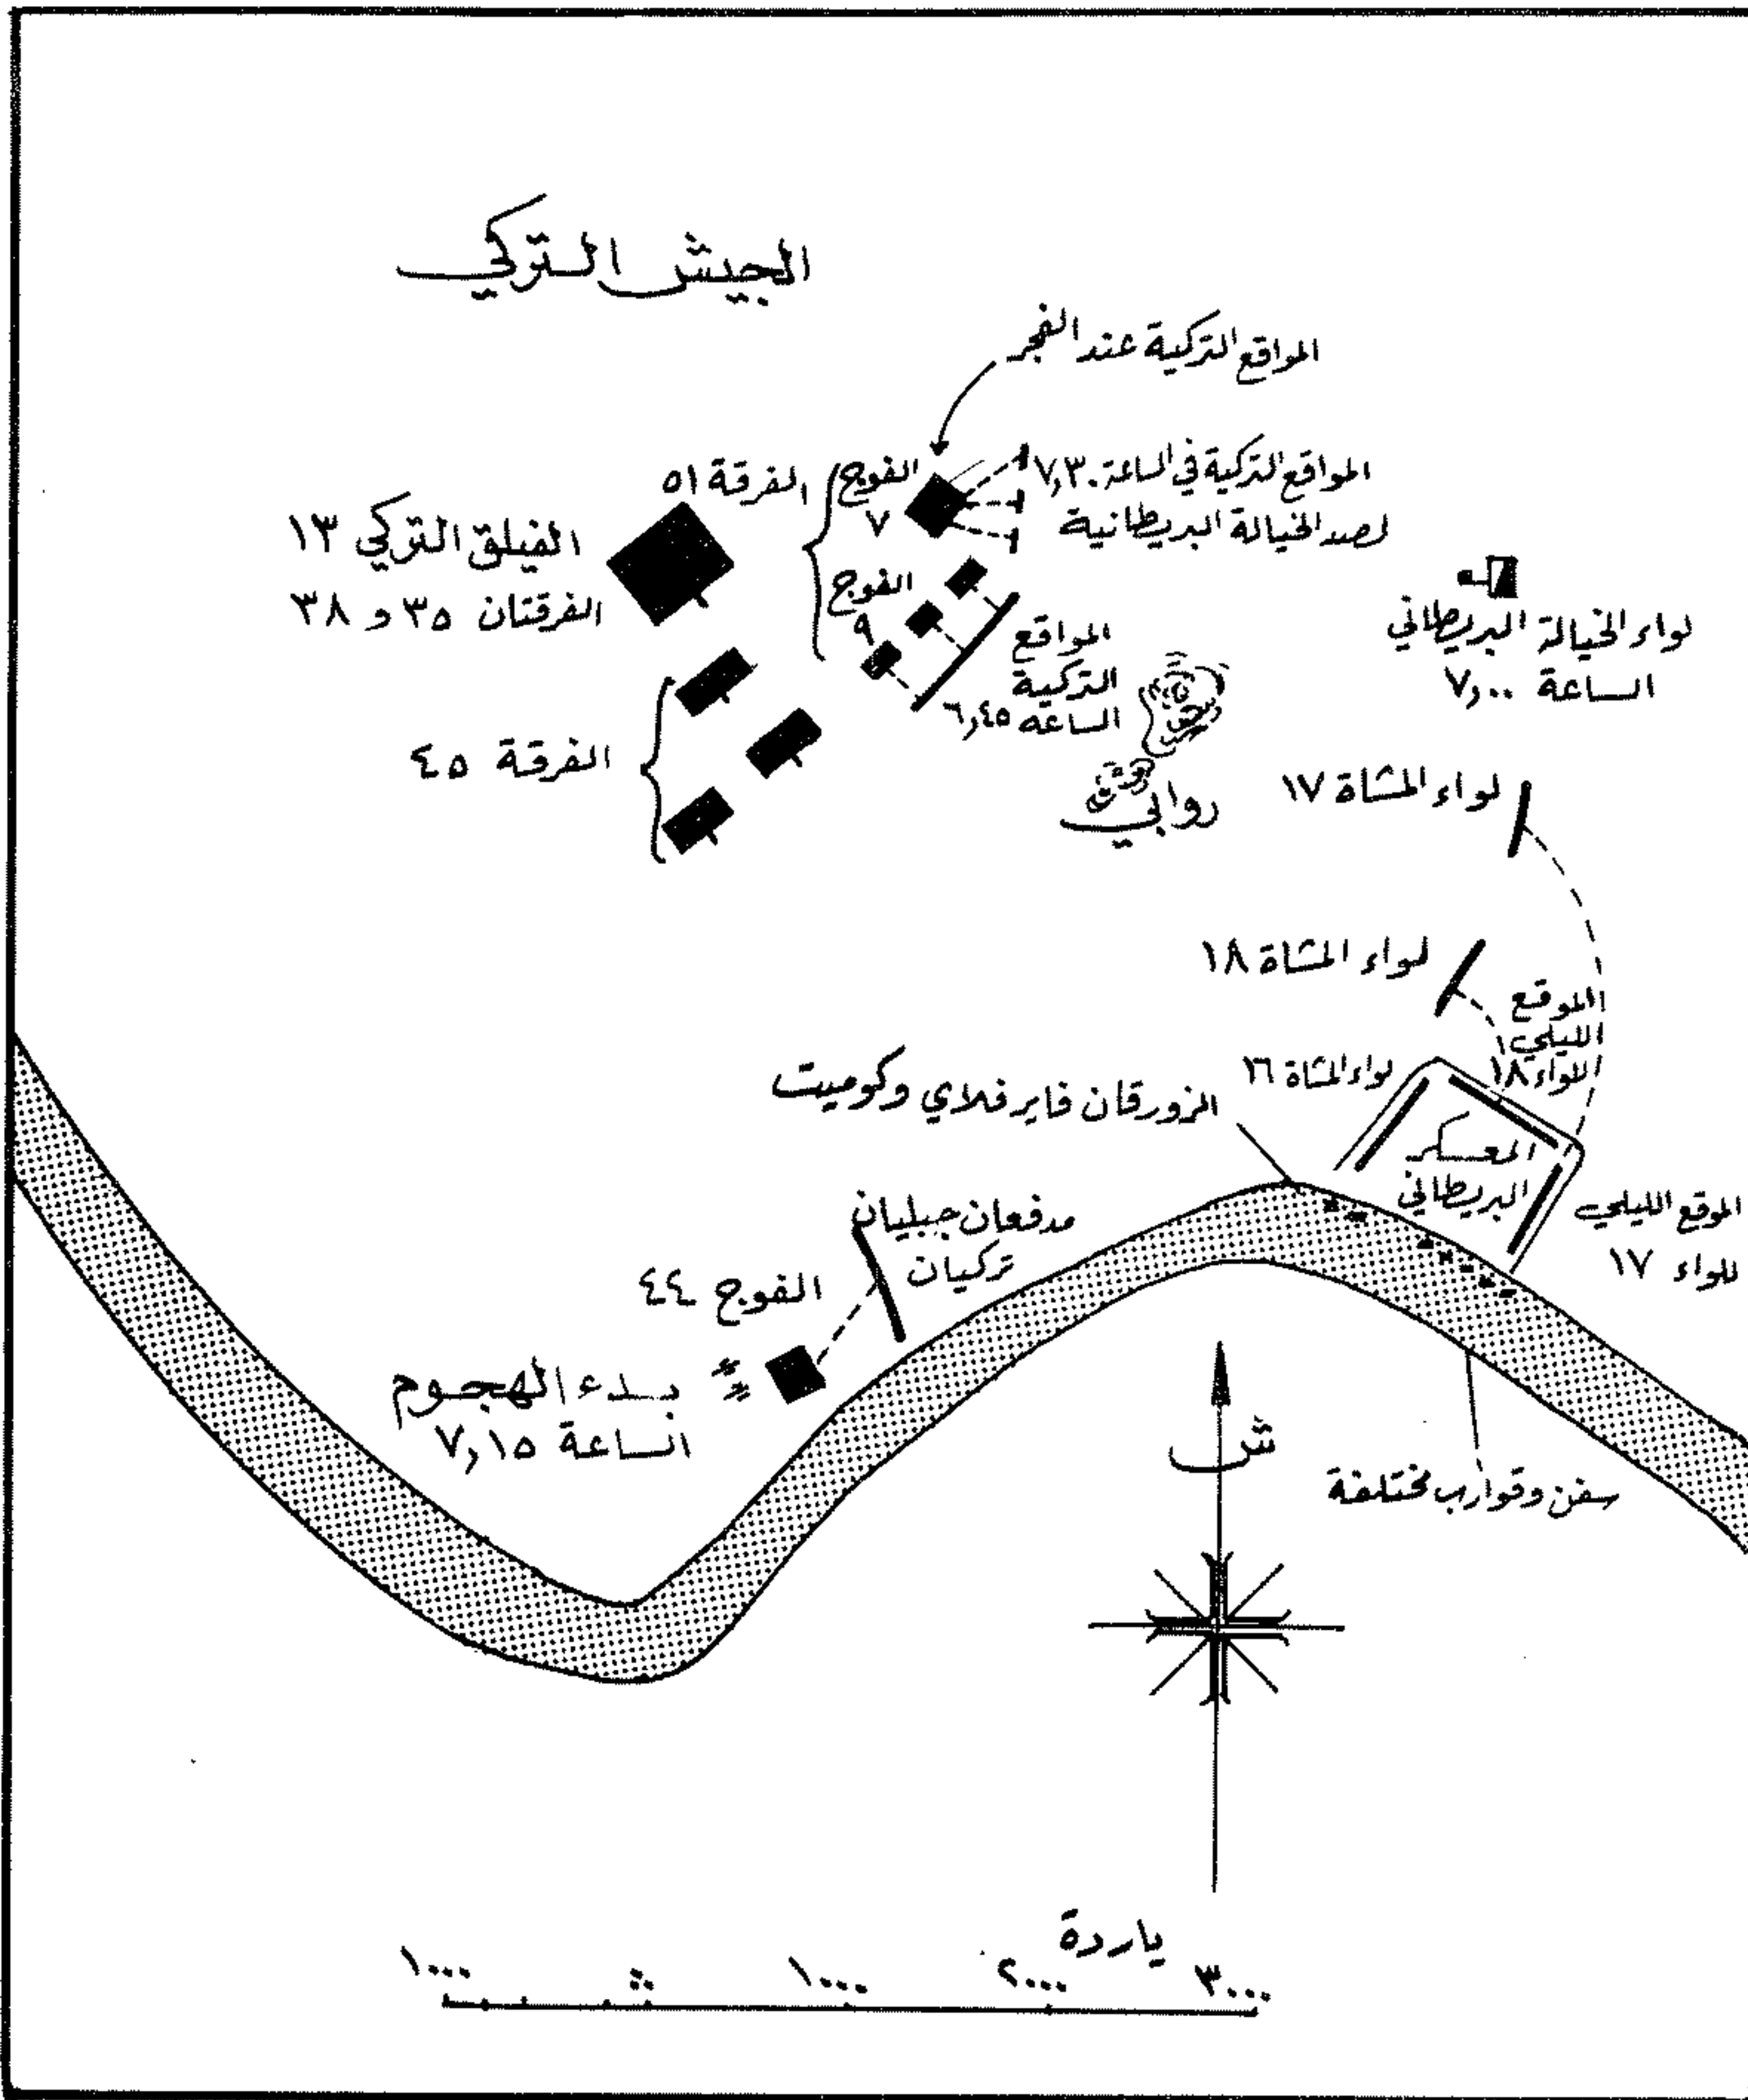 الجيش التركي
المواقع التركية عند الفجر
المواقع التركية في الساعة ٧,٣٠
لصد الخيالة البريطانية
الفوج
٧
الفرقة ٥١
الفوج
٩
الفيلق التركي ١٣
الفرقتان ٣٥ و ٣٨
لواء الخيالة البريطاني
الساعة ٧,٠٠
المواقع
التركية
الساعة ٦,٤٥
الفرقة ٤٥
روابي
لواء المشاة ١٧
لواء المشاة ١٨
الموقع
الليلي
للواء ١٨
لواء المشاة ١٦
الزورقان فايرفلاي وكوميت
المعسكر
البريطاني
الموقع الليلي
للواء ١٧
مدفعان جبليان
تركيان
الفوج ٤٤
بدء الهجوم
الساعة ٧,١٥
ش
سفن وقوارب مختلفة
ياردة
١٠٠٠ ١٠٠٠ ٢٠٠٠ ٣٠٠٠